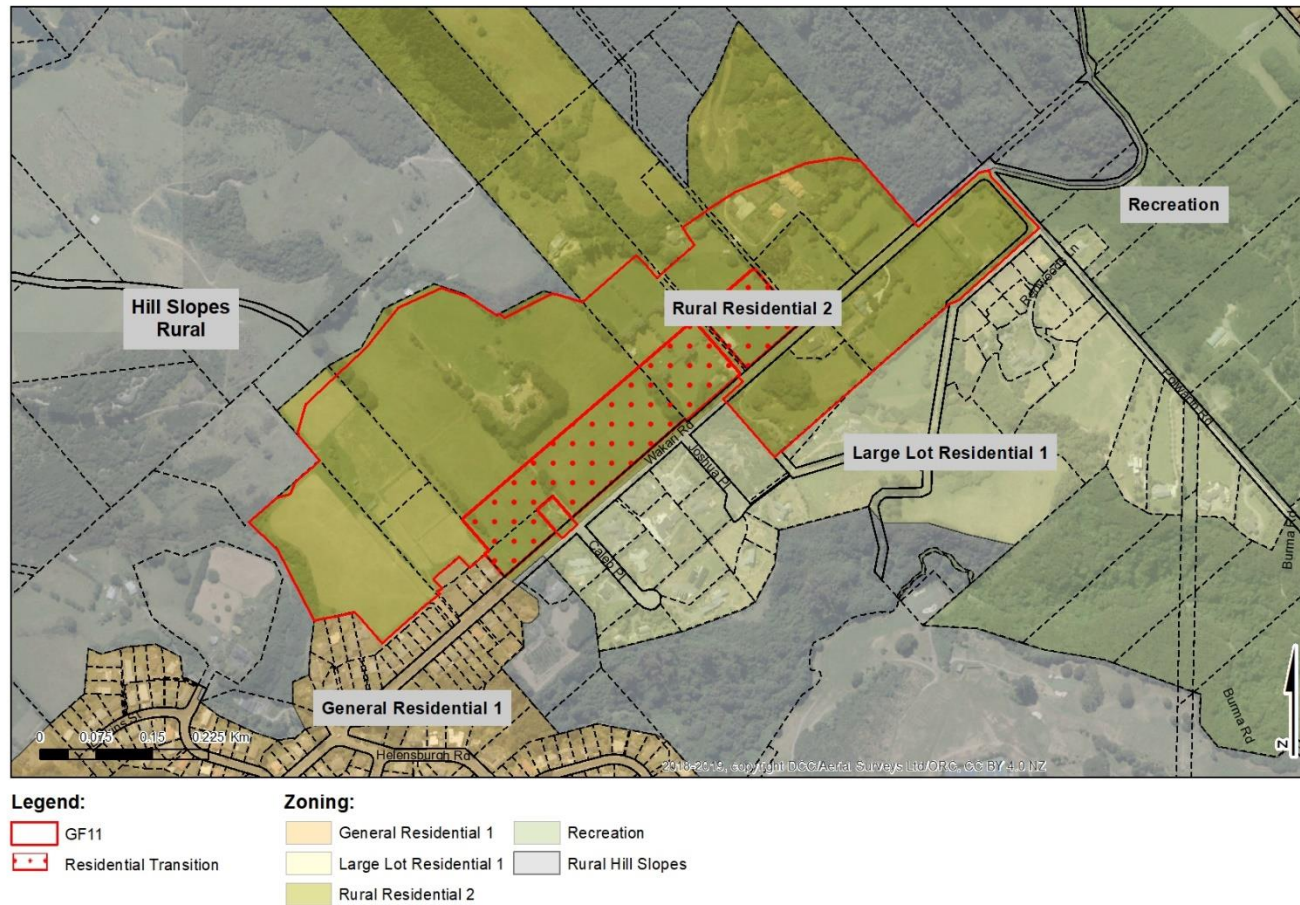 Recreation
Hill Slopes
Rural
Rural Residential 2
Polwarth Rd
Wakari Rd
Joshua Pl
Large Lot Residential 1
Caleb Pl
Burma Rd
General Residential 1
Burma Rd
0 0.075 0.15 0.225 Km
Helensburgh Rd
Z
2018-2019, copyright DCC/Aerial Surveys Ltd/ORC, CC BY 4.0 NZ
Legend:
GF11
Residential Transition
Zoning:
General Residential 1
Large Lot Residential 1
Rural Residential 2
Recreation
Rural Hill Slopes